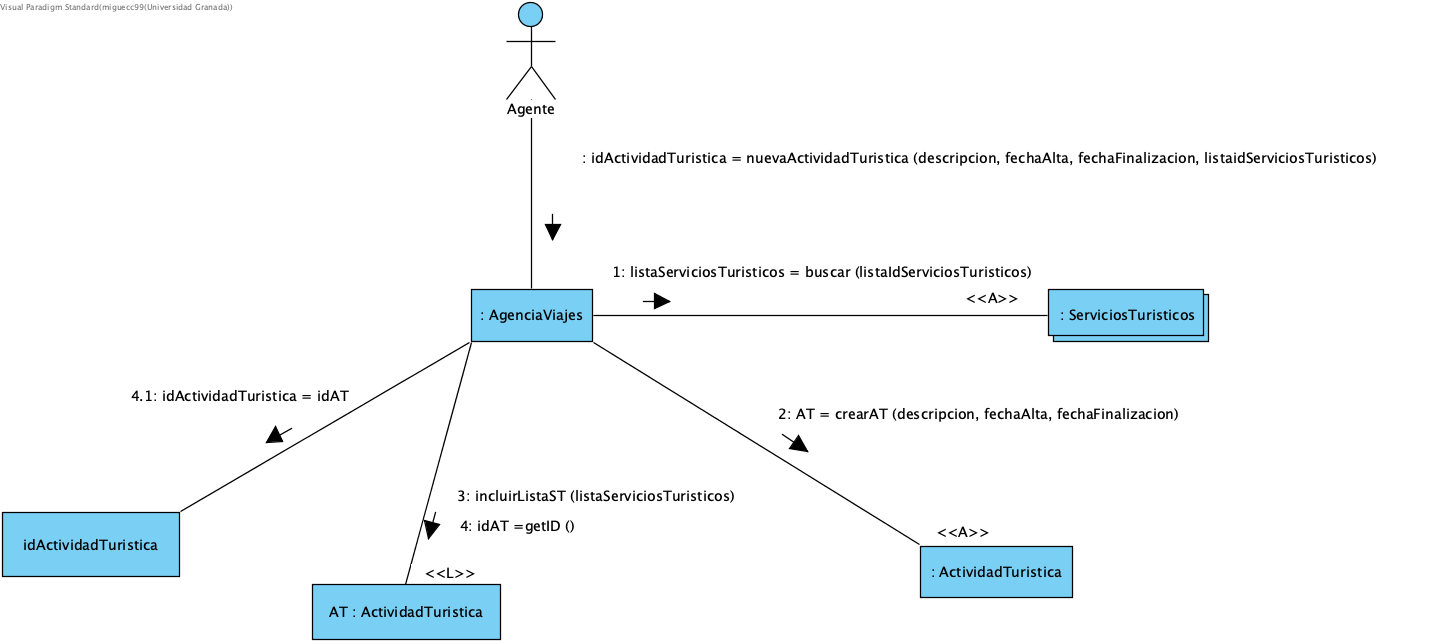 Visual Paradigm Standard(miguecc99(Universidad Granada))
Agente
: idActividadTuristica = nuevaActividadTuristica (descripcion, fechaAlta, fechaFinalizacion, listaidServiciosTuristicos)
1: listaServiciosTuristicos = buscar (listaIdServiciosTuristicos)
<<A>>
: AgenciaViajes
: ServiciosTuristicos
4.1: idActividadTuristica = idAT
2: AT = crearAT (descripcion, fechaAlta, fechaFinalizacion)
3: incluirListaST (listaServiciosTuristicos)
4: idAT =getID ()
<<A>>
idActividadTuristica
<<L>>
: ActividadTuristica
AT : ActividadTuristica